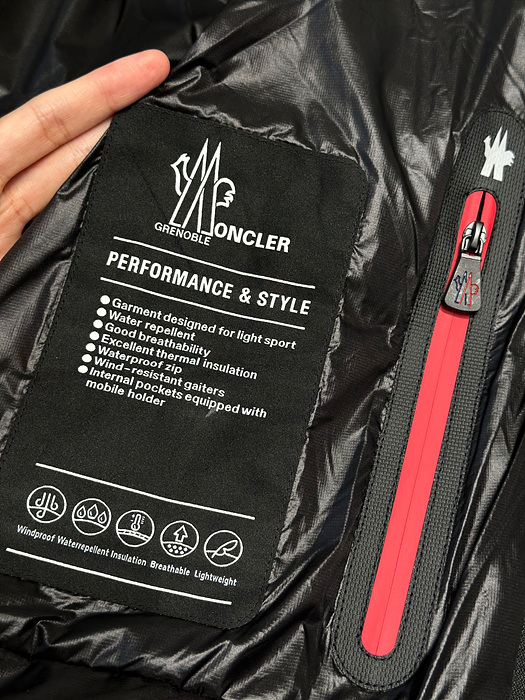 GRENOBLE
MONCLER
PERFORMANCE & STYLE
●Garment designed for light sport
●Water repellent
●Good breathability
●Excellent thermal insulation
●Waterproof zip
●Wind-resistant gaiters
●Internal pockets equipped with
mobile holder
Windproof Waterrepellent Insulation Breathable Lightweight